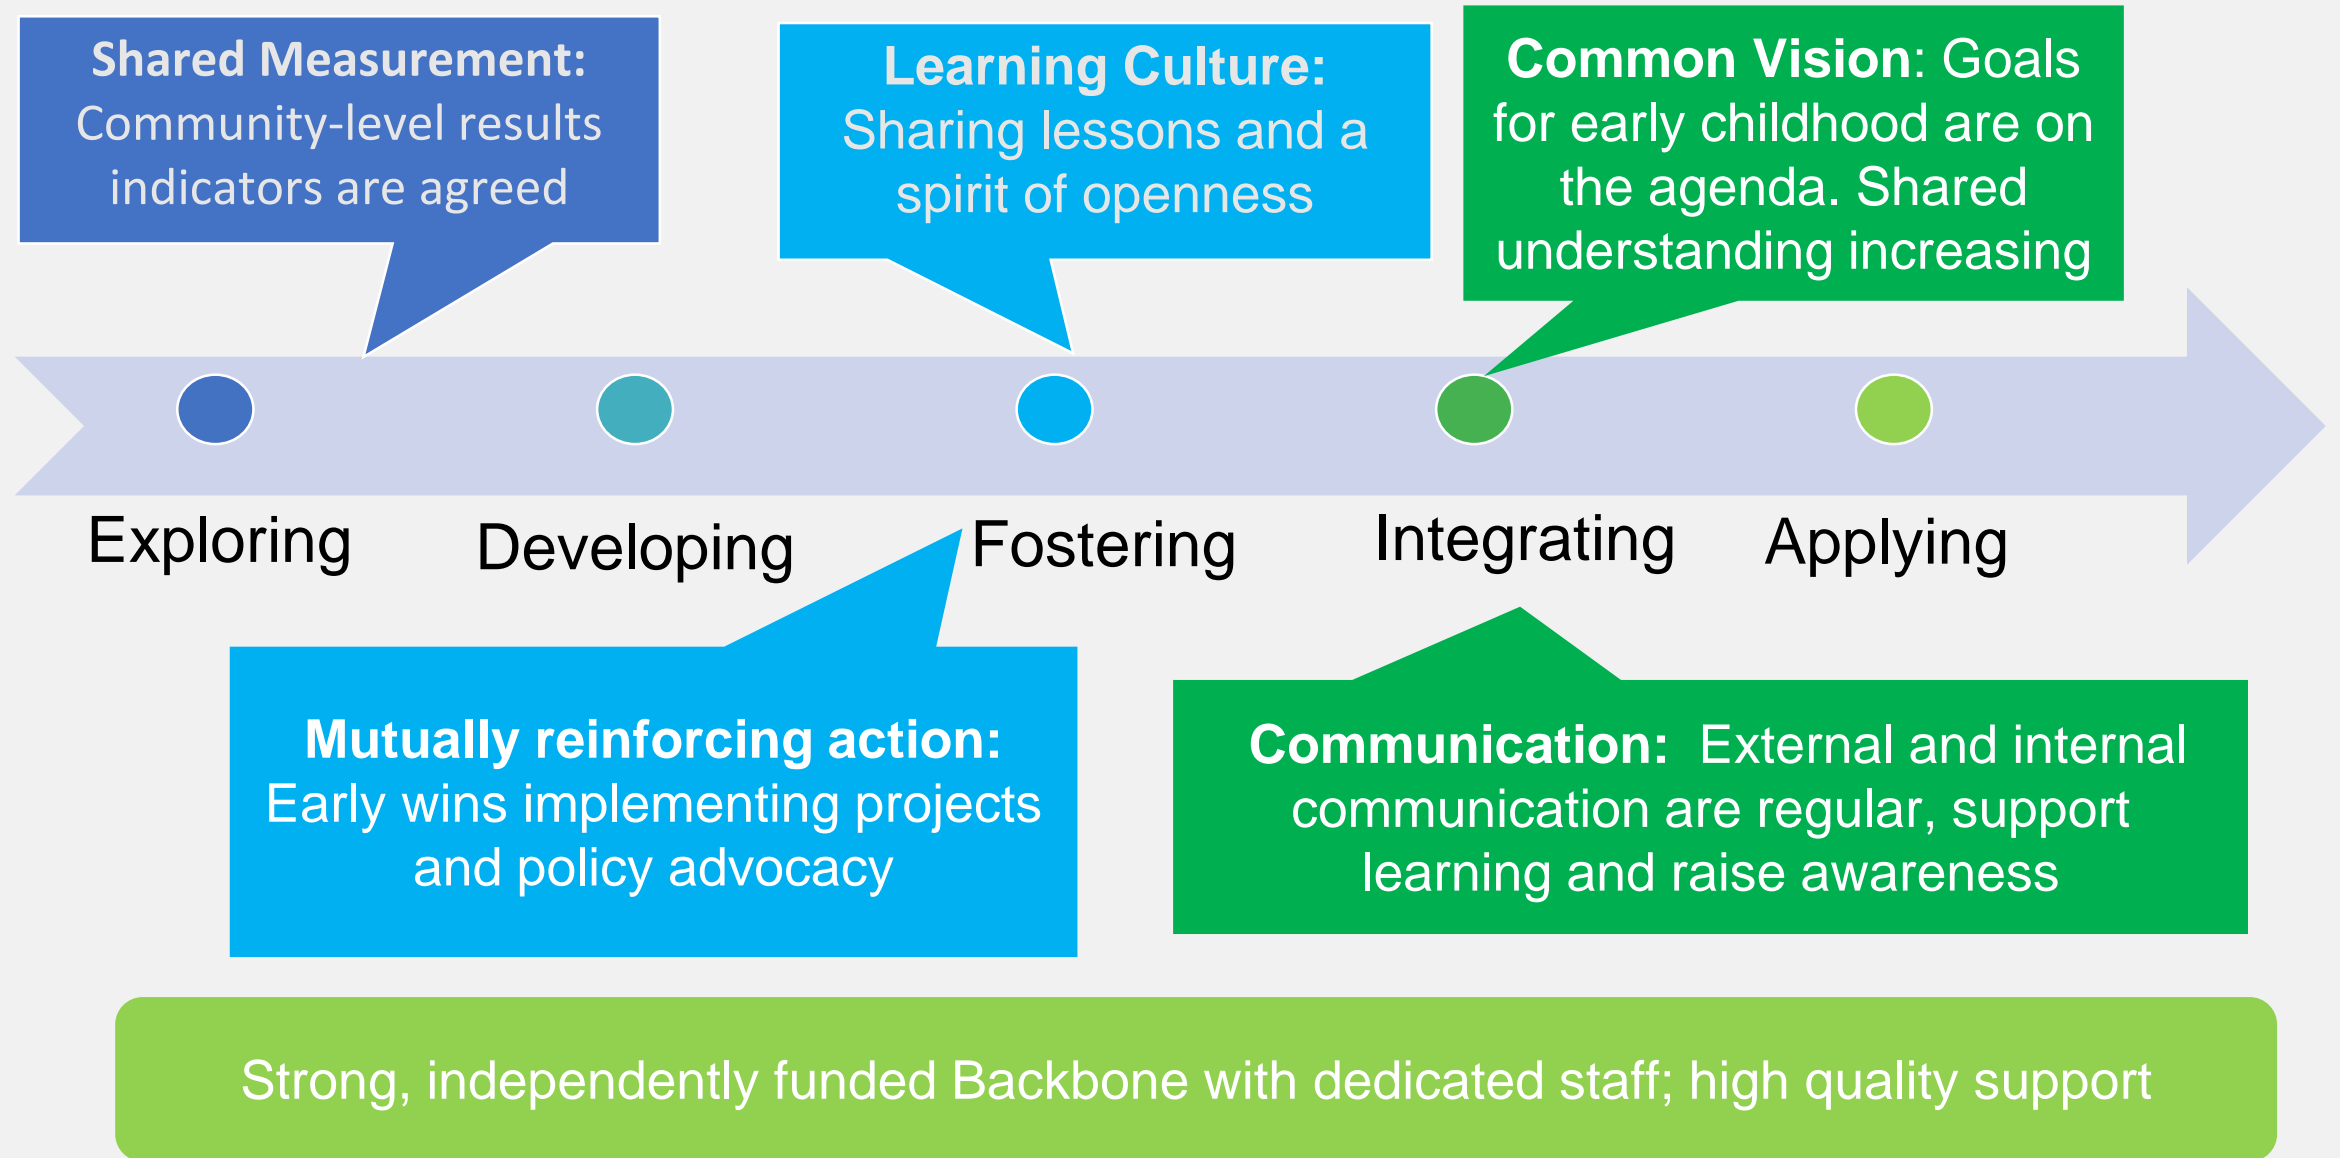 Shared Measurement:
Community-level results
indicators are agreed
Learning Culture:
Sharing lessons and a
spirit of openness
Common Vision: Goals
for early childhood are on
the agenda. Shared
understanding increasing
Exploring
Developing
Fostering
Integrating
Applying
Mutually reinforcing action:
Early wins implementing projects
and policy advocacy
Communication:  External and internal
communication are regular, support
learning and raise awareness
Strong, independently funded Backbone with dedicated staff; high quality support